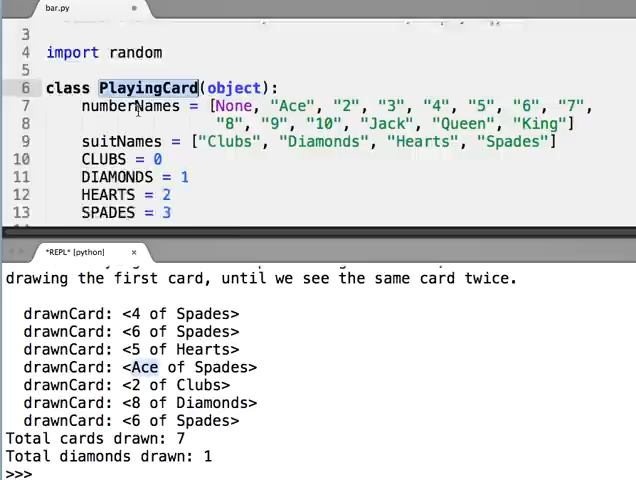 bar.py
3
4 import random
5
6 class PlayingCard(object):
7 numberNames = [None, "Ace", "2", "3", "4", "5", "6", "7",
8 "8", "9", "10", "Jack", "Queen", "King"]
9 suitNames = ["Clubs", "Diamonds", "Hearts", "Spades"]
10 CLUBS = 0
11 DIAMONDS = 1
12 HEARTS = 2
13 SPADES = 3
*REPL* [python] ×
drawing the first card, until we see the same card twice.
drawnCard: <4 of Spades>
drawnCard: <6 of Spades>
drawnCard: <5 of Hearts>
drawnCard: <Ace of Spades>
drawnCard: <2 of Clubs>
drawnCard: <8 of Diamonds>
drawnCard: <6 of Spades>
Total cards drawn: 7
Total diamonds drawn: 1
>>>